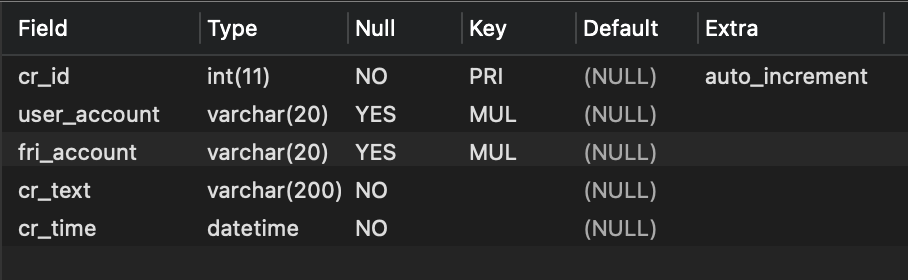 Field Type Null Key Default Extra
cr_id int(11) NO PRI (NULL) auto_increment
user_account varchar(20) YES MUL (NULL)
fri_account varchar(20) YES MUL (NULL)
cr_text varchar(200) NO (NULL)
cr_time datetime NO (NULL)